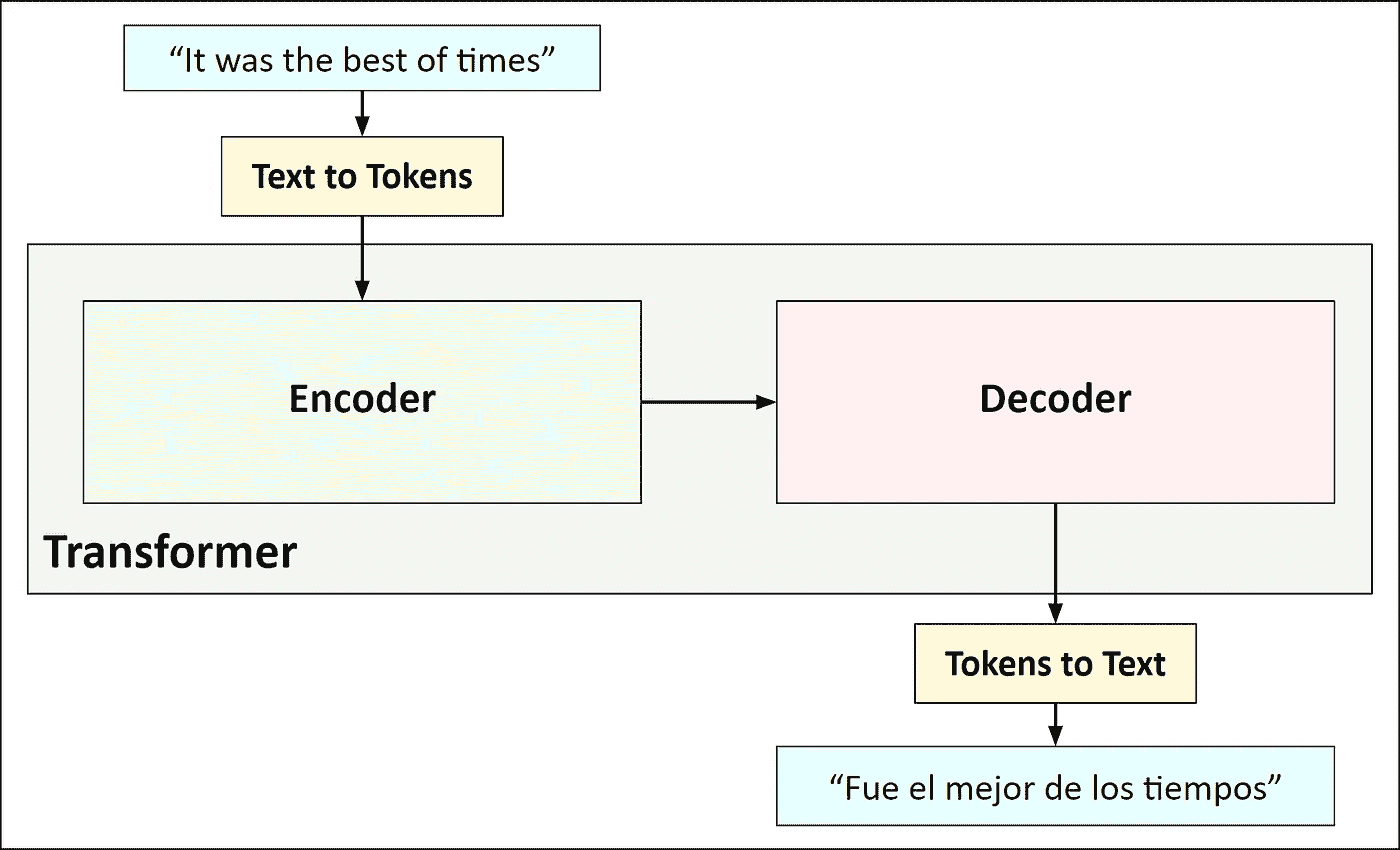 “It was the best of times”
Text to Tokens
Encoder
Decoder
Transformer
Tokens to Text
“Fue el mejor de los tiempos”